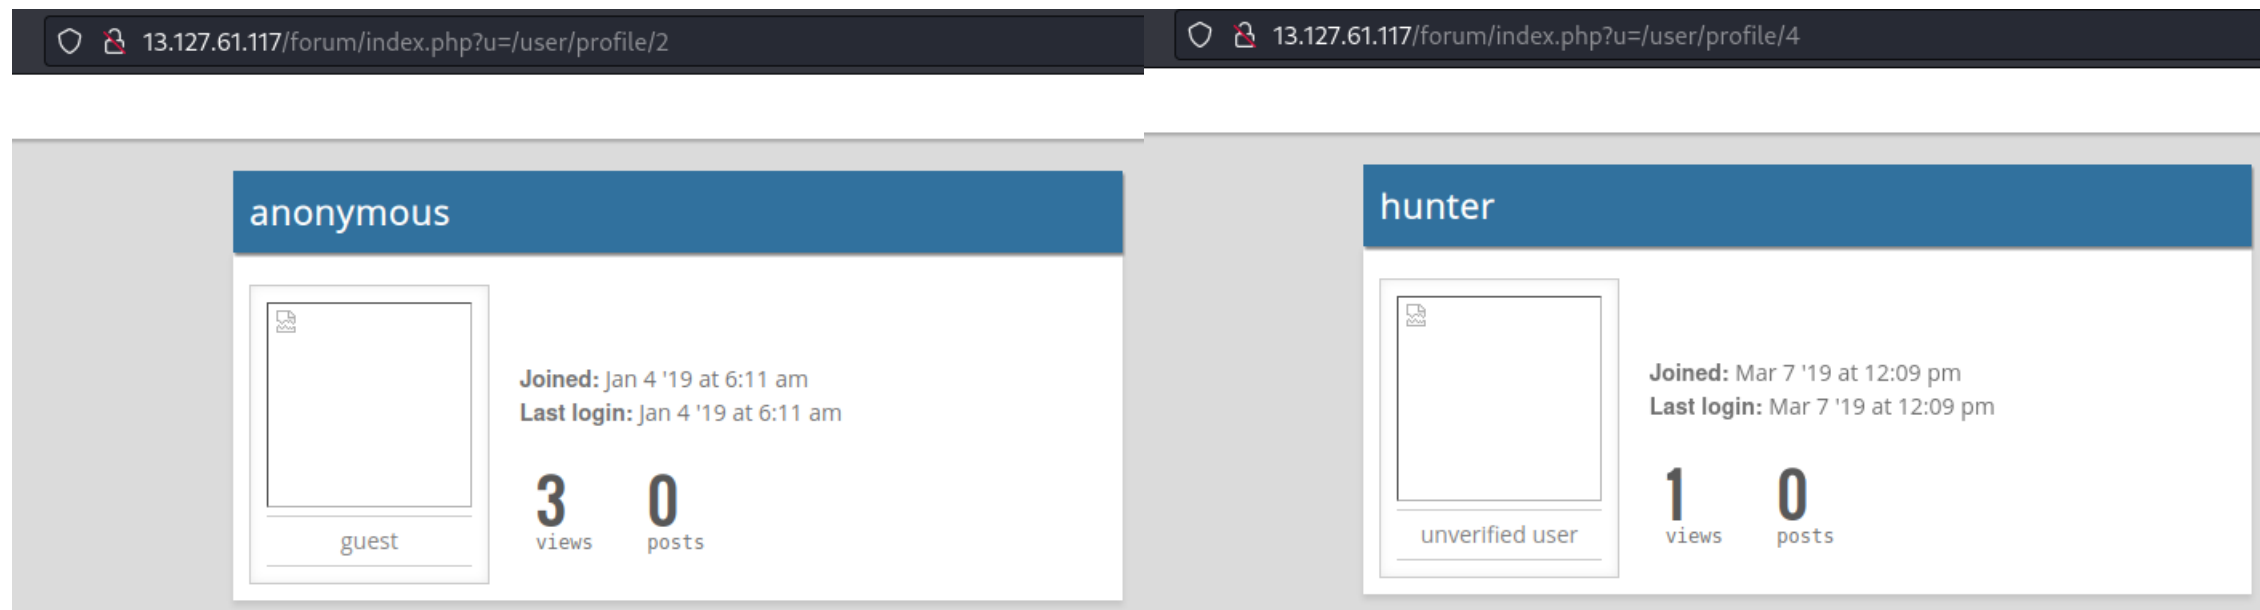 13.127.61.117/forum/index.php?u=/user/profile/2
anonymous
guest
Joined: Jan 4 '19 at 6:11 am
Last login: Jan 4 '19 at 6:11 am
3 0
views posts
13.127.61.117/forum/index.php?u=/user/profile/4
hunter
unverified user
Joined: Mar 7 '19 at 12:09 pm
Last login: Mar 7 '19 at 12:09 pm
1 0
views posts